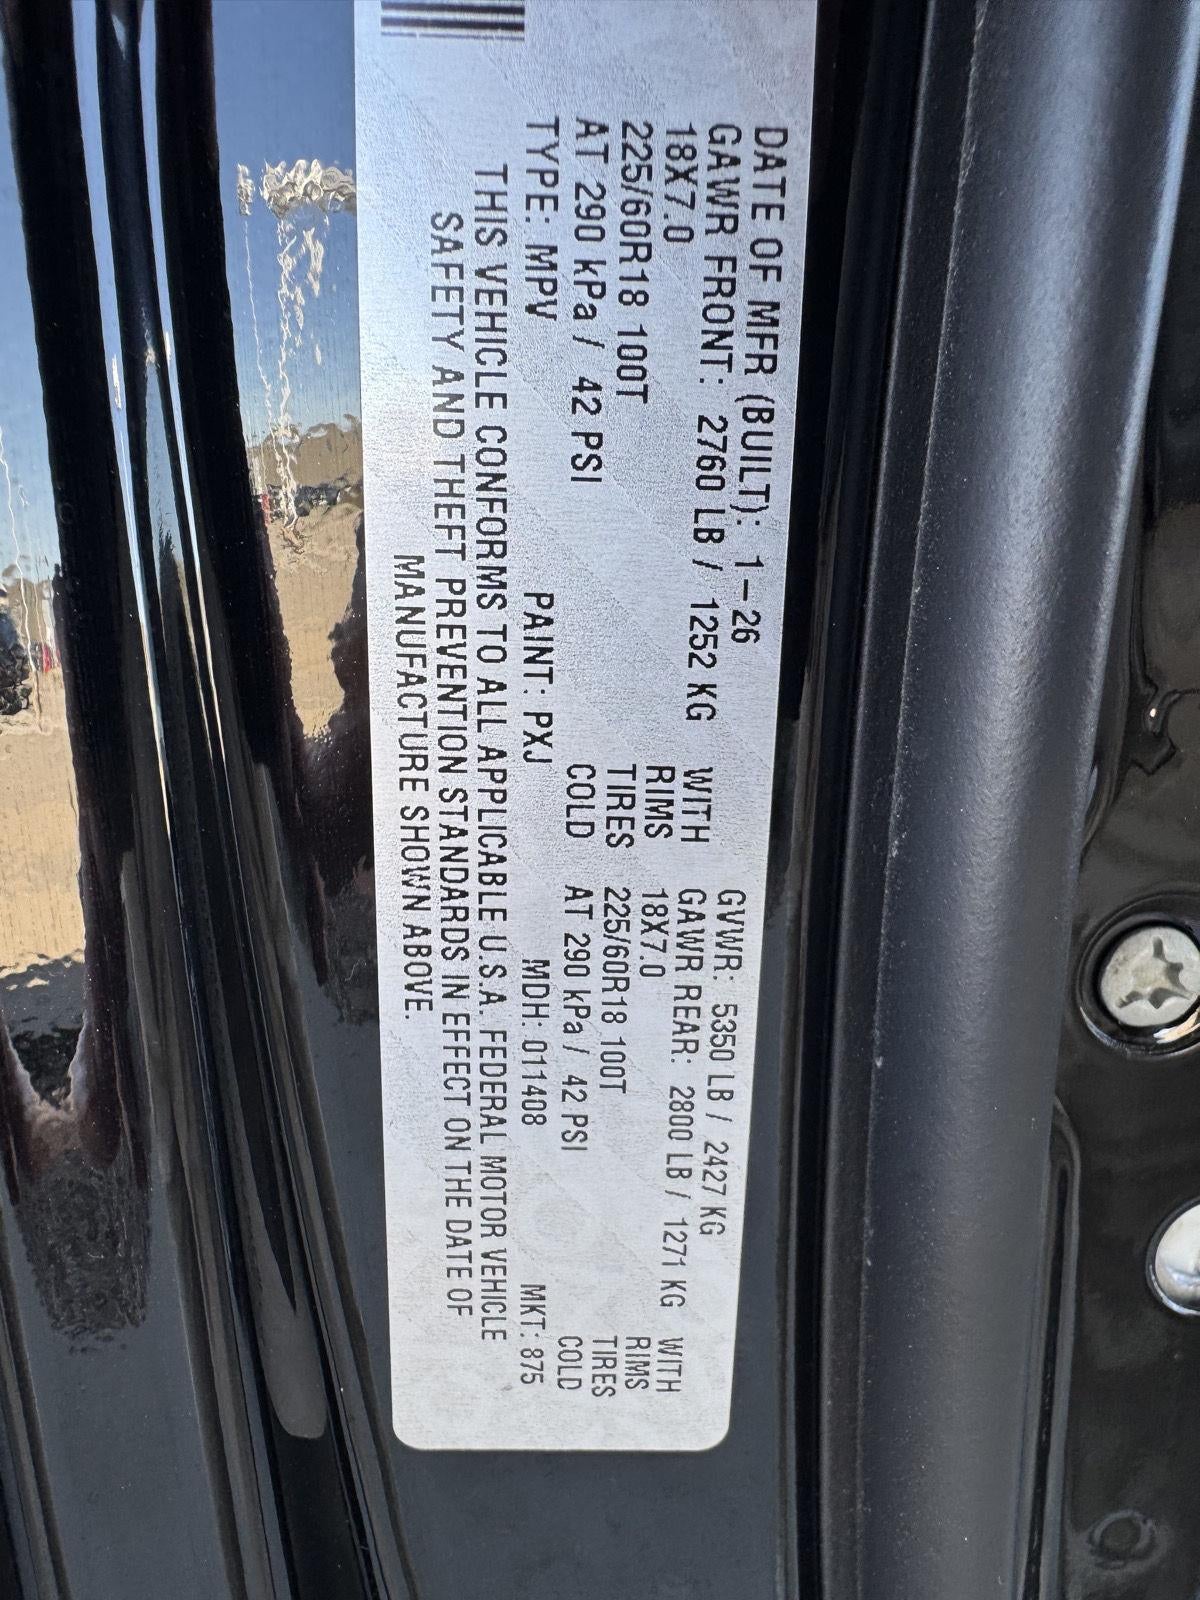 DATE OF MFR (BUILT): 1-26
GVWR: 5350 LB / 2427 KG
GAWR FRONT: 2760 LB / 1252 KG WITH
GAWR REAR: 2800 LB / 1271 KG WITH
18X7.0 RIMS
18X7.0 RIMS
225/60R18 100T TIRES
225/60R18 100T TIRES
AT 290 kPa / 42 PSI COLD
AT 290 kPa / 42 PSI COLD
TYPE: MPV PAINT: PXJ MDH: 011408 MKT: 875
THIS VEHICLE CONFORMS TO ALL APPLICABLE U.S.A. FEDERAL MOTOR VEHICLE
SAFETY AND THEFT PREVENTION STANDARDS IN EFFECT ON THE DATE OF
MANUFACTURE SHOWN ABOVE.